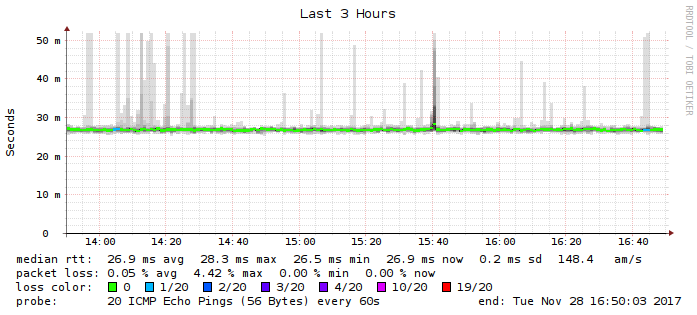 Last 3 Hours
RRDTOOL / TOBI OETIKER
Seconds
50 m
40 m
30 m
20 m
10 m
0
14:00 14:20 14:40 15:00 15:20 15:40 16:00 16:20 16:40
median rtt: 26.9 ms avg 28.3 ms max 26.5 ms min 26.9 ms now 0.2 ms sd 148.4 am/s
packet loss: 0.05 % avg 4.42 % max 0.00 % min 0.00 % now
loss color: 0 1/20 2/20 3/20 4/20 10/20 19/20
probe: 20 ICMP Echo Pings (56 Bytes) every 60s end: Tue Nov 28 16:50:03 2017